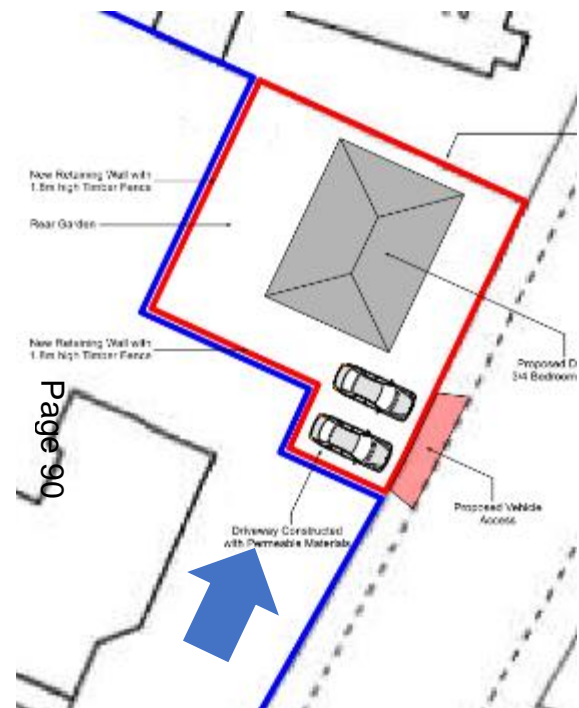 New Retaining Wall with
1.8m high Timber Fence
Rear Garden
New Retaining Wall with
1.8m high Timber Fence
Proposed D
3/4 Bedroom
Page 90
Proposed Vehicle
Access
Driveway Constructed
with Permeable Materials